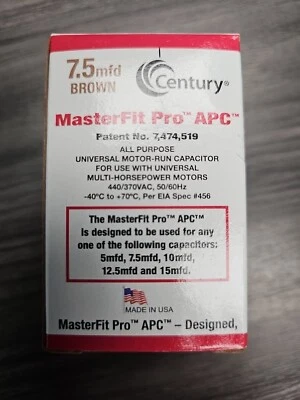 7.5mfd
BROWN
Century®
MasterFit Pro™ APC™
Patent No. 7,474,519
ALL PURPOSE
UNIVERSAL MOTOR-RUN CAPACITOR
FOR USE WITH UNIVERSAL
MULTI-HORSEPOWER MOTORS
440/370VAC, 50/60Hz
-40°C to +70°C, Per EIA Spec #456
The MasterFit Pro™ APC™
is designed to be used for any
one of the following capacitors:
5mfd, 7.5mfd, 10mfd,
12.5mfd and 15mfd.
MADE IN USA
MasterFit Pro™ APC™ – Designed,